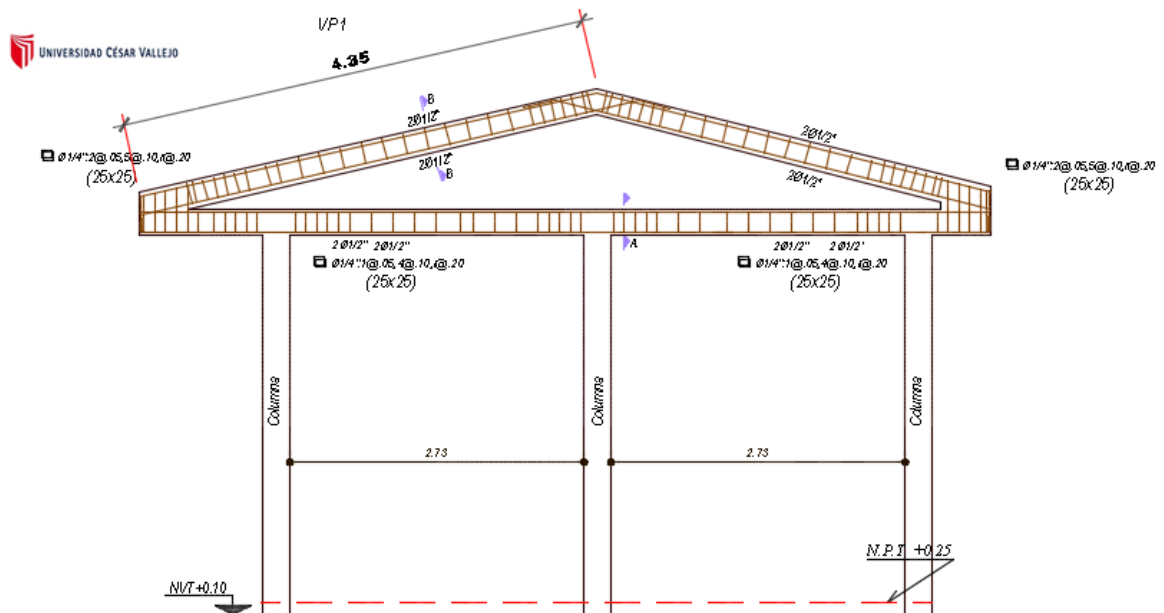 VP1
UNIVERSIDAD CÉSAR VALLEJO
4.35
B
2Ø1/2"
2Ø1/2"
B
2Ø1/2"
2Ø1/2"
Ø1/4":2@.05,5@.10,r@.20
(25x25)
Ø1/4":2@.05,5@.10,r@.20
(25x25)
2Ø1/2" 2Ø1/2"
A
2Ø1/2" 2Ø1/2'
Ø1/4":1@.05, 4@.10,r@.20
(25x25)
Ø1/4":1@.05,4@.10,r@.20
(25x25)
Columna
Columna
Columna
2.73
2.73
N.P.T. +0.25
NVT+0.10